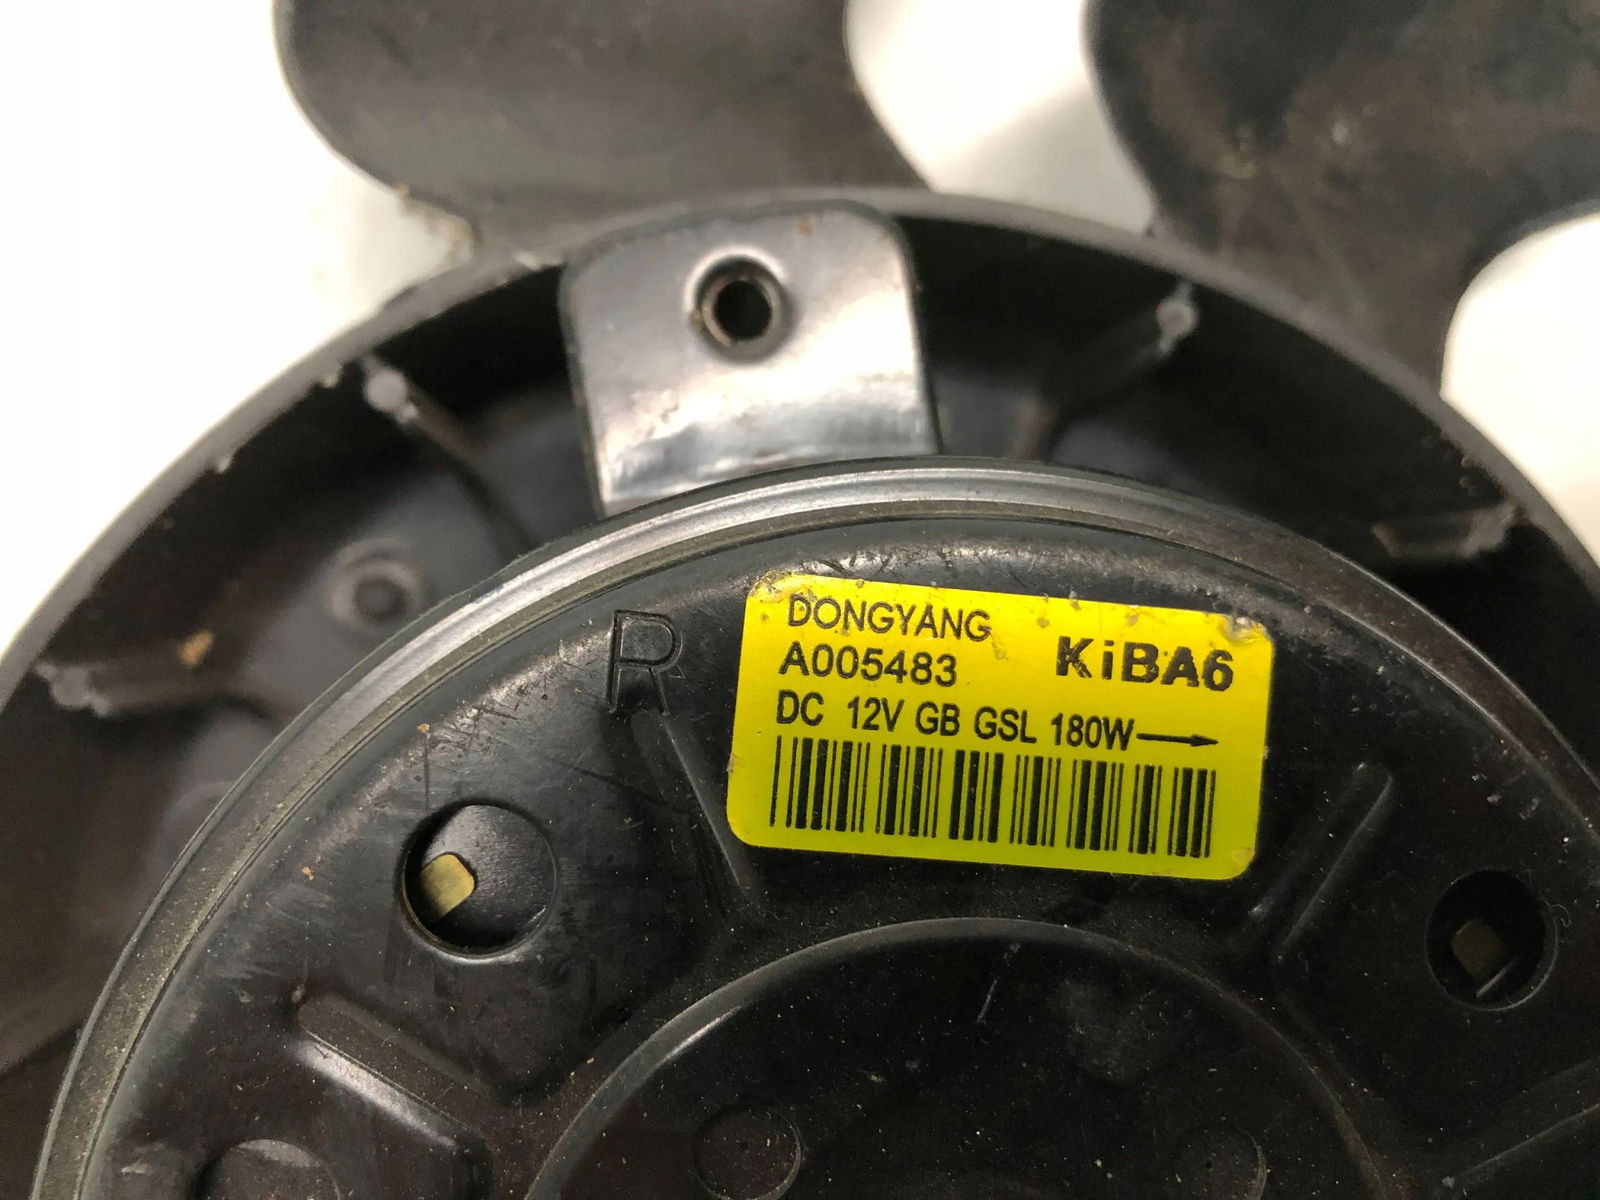 R
DONGYANG
A005483
KiBA6
DC 12V GB GSL 180W→